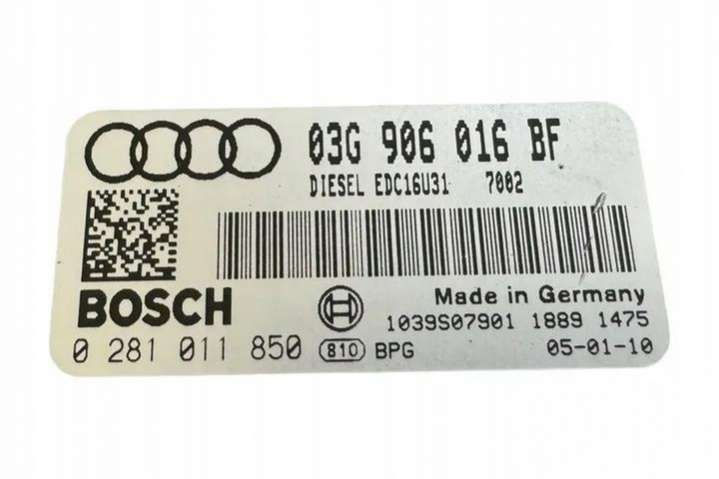 03G 906 016 BF
DIESEL EDC16U31 7002
BOSCH
Made in Germany
1039S07901 1889 1475
0 281 011 850 810 BPG 05-01-10